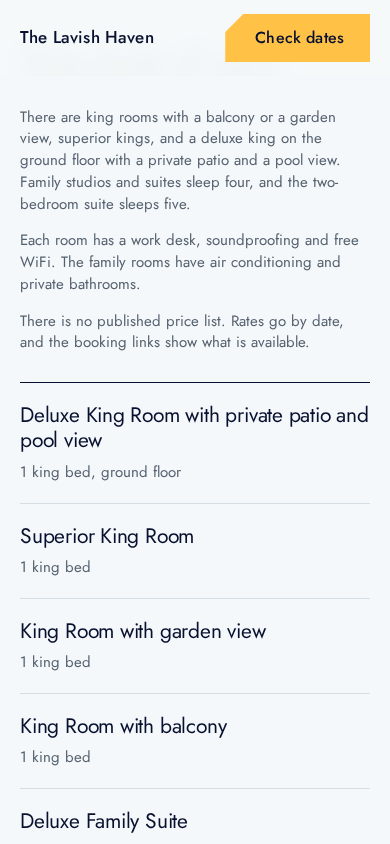 The Lavish Haven
Check dates
There are king rooms with a balcony or a garden
view, superior kings, and a deluxe king on the
ground floor with a private patio and a pool view.
Family studios and suites sleep four, and the two-
bedroom suite sleeps five.
Each room has a work desk, soundproofing and free
WiFi. The family rooms have air conditioning and
private bathrooms.
There is no published price list. Rates go by date,
and the booking links show what is available.
Deluxe King Room with private patio and
pool view
1 king bed, ground floor
Superior King Room
1 king bed
King Room with garden view
1 king bed
King Room with balcony
1 king bed
Deluxe Family Suite